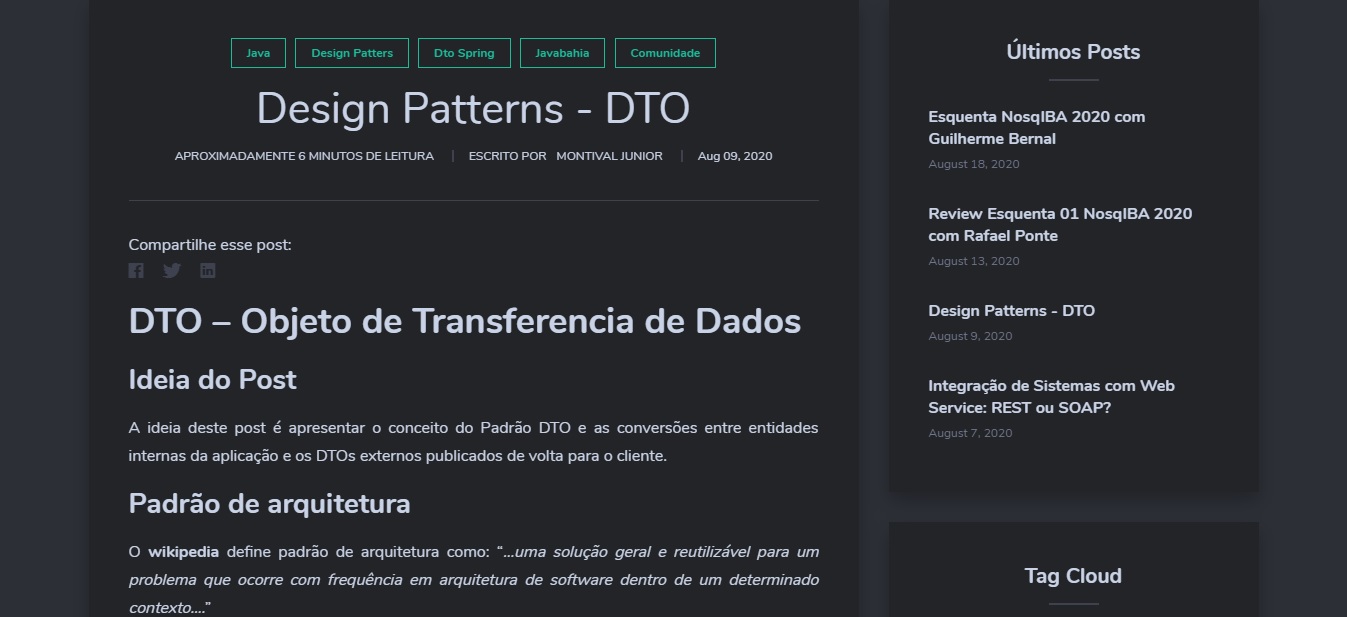 Java
Design Patters
Dto Spring
Javabahia
Comunidade
Design Patterns - DTO
APROXIMADAMENTE 6 MINUTOS DE LEITURA
ESCRITO POR MONTIVAL JUNIOR
Aug 09, 2020
Compartilhe esse post:
DTO – Objeto de Transferencia de Dados
Ideia do Post
A ideia deste post é apresentar o conceito do Padrão DTO e as conversões entre entidades
internas da aplicação e os DTOs externos publicados de volta para o cliente.
Padrão de arquitetura
O wikipedia define padrão de arquitetura como: “...uma solução geral e reutilizável para um
problema que ocorre com frequência em arquitetura de software dentro de um determinado
contexto....”
Últimos Posts
Esquenta NosqlBA 2020 com
Guilherme Bernal
August 18, 2020
Review Esquenta 01 NosqlBA 2020
com Rafael Ponte
August 13, 2020
Design Patterns - DTO
August 9, 2020
Integração de Sistemas com Web
Service: REST ou SOAP?
August 7, 2020
Tag Cloud